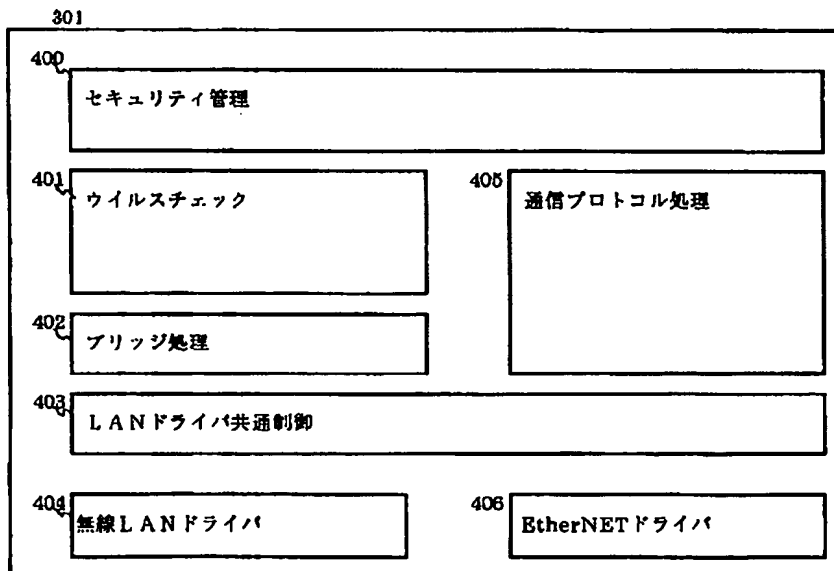 301
400
セキュリティ管理
401
ウイルスチェック
405
通信プロトコル処理
402
ブリッジ処理
403
LANドライバ共通制御
404
無線LANドライバ
406
EtherNETドライバ